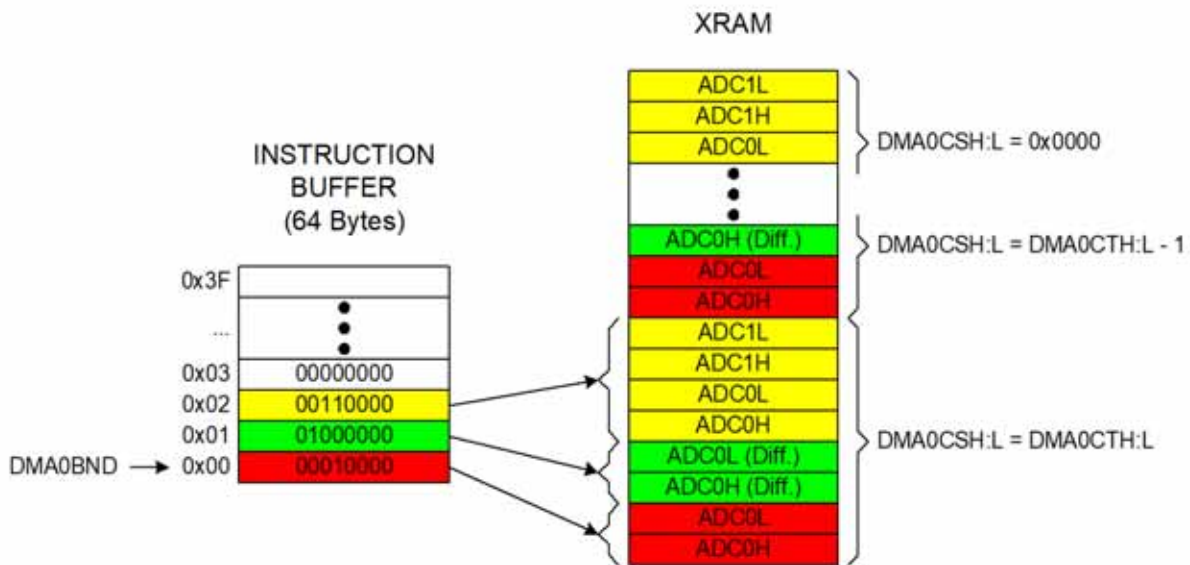 XRAM
ADC1L
ADC1H
ADC0L
DMA0CSH:L = 0x0000
ADC0H (Diff.)
DMA0CSH:L = DMA0CTH:L - 1
ADC0L
ADC0H
ADC1L
ADC1H
ADC0L
ADC0H
ADC0L (Diff.)
DMA0CSH:L = DMA0CTH:L
ADC0H (Diff.)
ADC0L
ADC0H
INSTRUCTION
BUFFER
(64 Bytes)
0x3F
...
0x03 00000000
0x02 00110000
0x01 01000000
DMA0BND 0x00 00010000